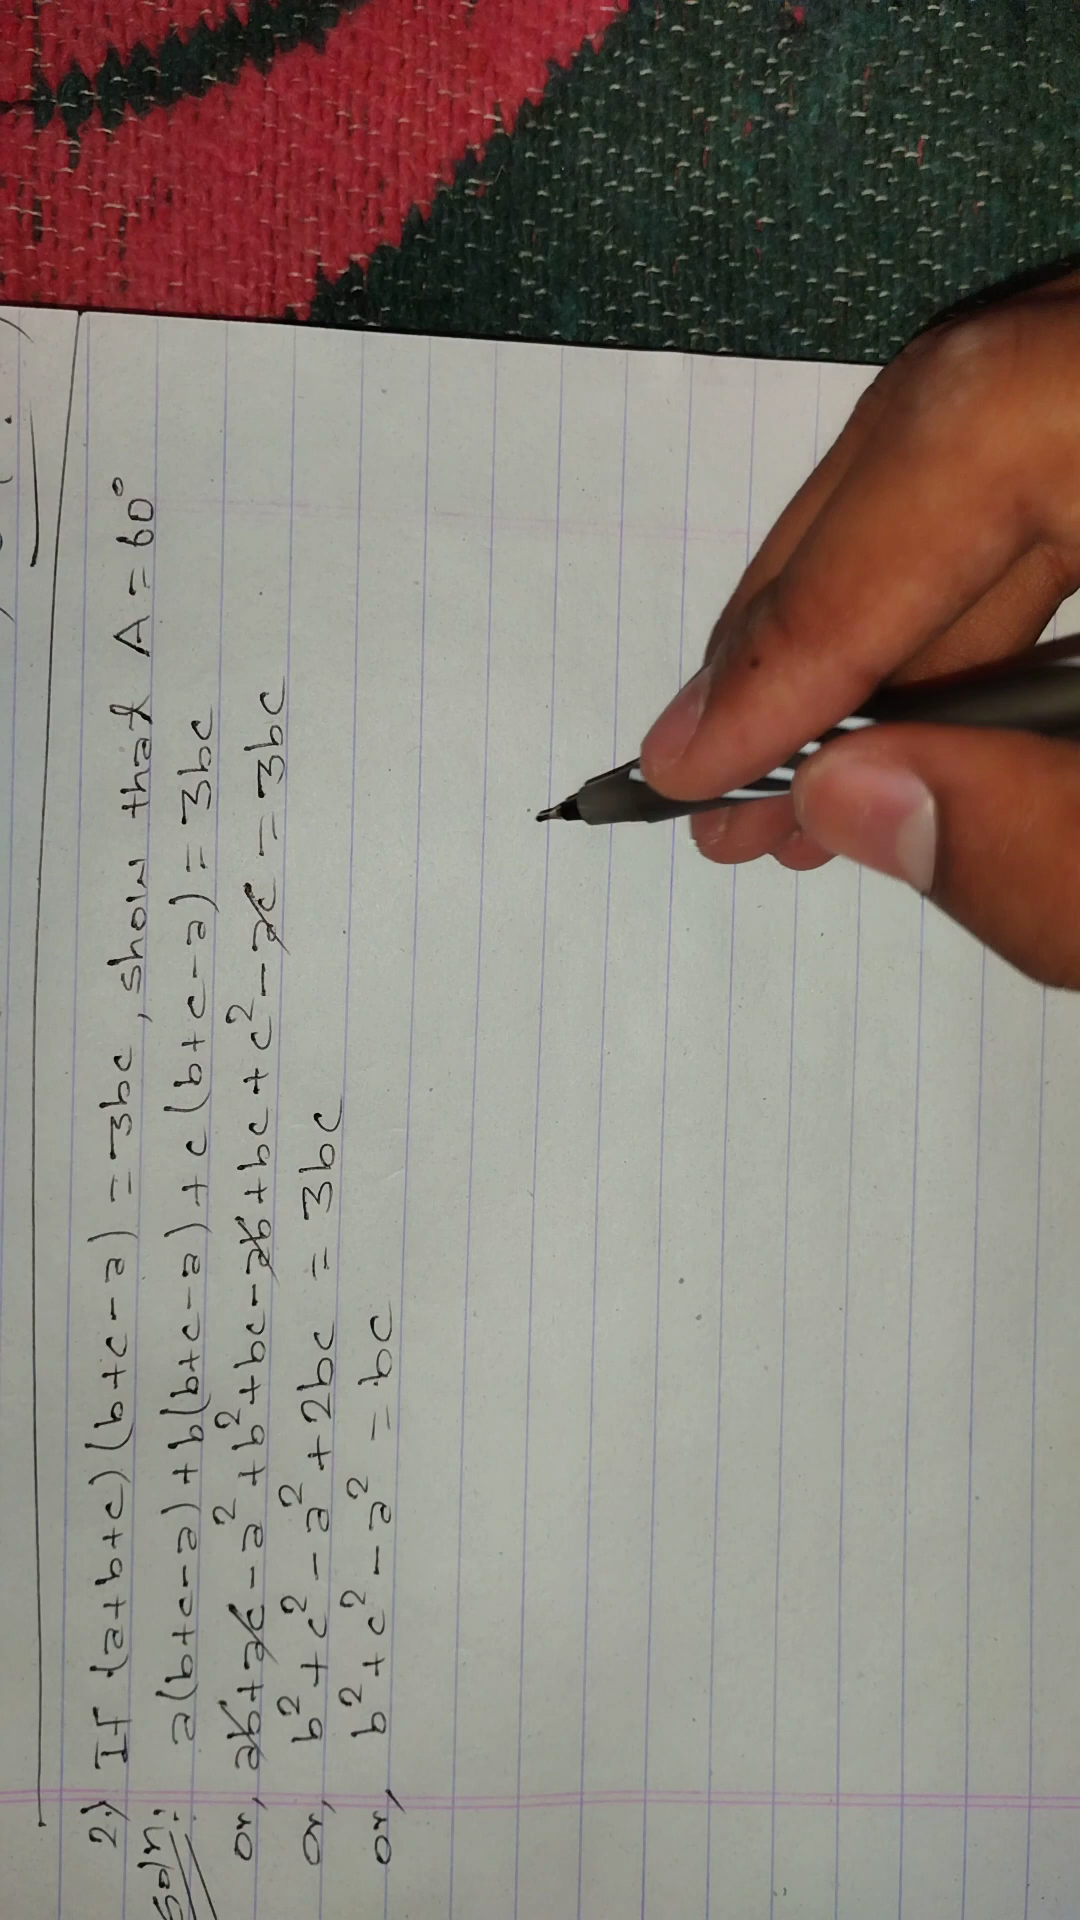 2.) If (a+b+c)(b+c-a) = 3bc, show that A = 60°
Soln:
a(b+c-a)+b(b+c-a)+c(b+c-a) = 3bc
or, ab+ac-a²+b²+bc-ab+bc+c²-ac = 3bc
or, b²+c²-a²+2bc = 3bc
or, b²+c²-a² = bc